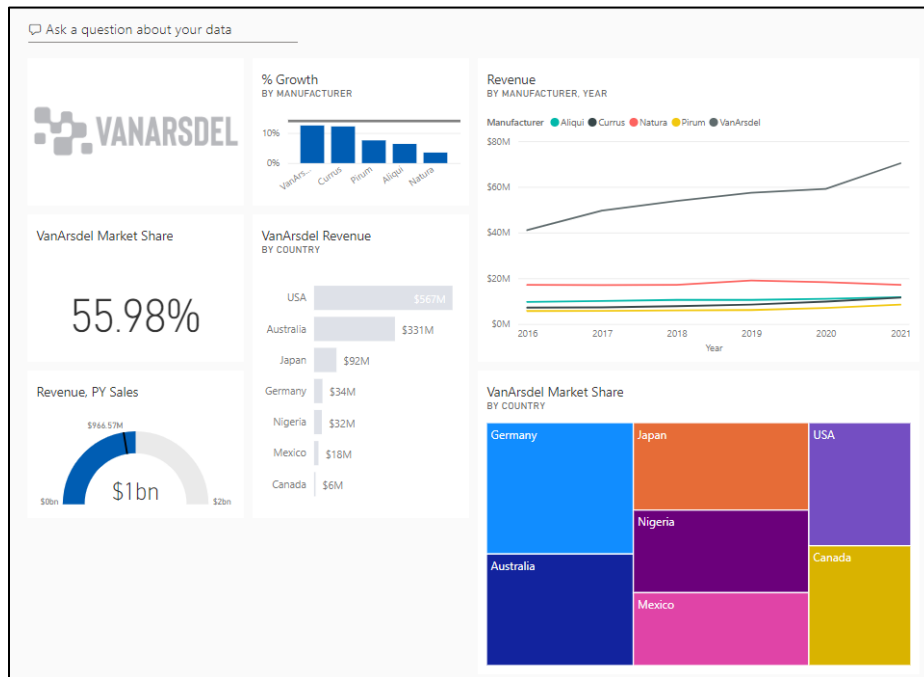 Ask a question about your data
VANARSDEL
% Growth
BY MANUFACTURER
10%
0%
VanArs...
Currus
Pirum
Aliqui
Natura
Revenue
BY MANUFACTURER, YEAR
Manufacturer Aliqui Currus Natura Pirum VanArsdel
$80M
$60M
$40M
$20M
$0M
2016 2017 2018 2019 2020 2021
Year
VanArsdel Market Share
55.98%
VanArsdel Revenue
BY COUNTRY
USA $567M
Australia $331M
Japan $92M
Germany $34M
Nigeria $32M
Mexico $18M
Canada $6M
Revenue, PY Sales
$966.57M
$0bn $1bn $2bn
VanArsdel Market Share
BY COUNTRY
Germany
Australia
Japan
Nigeria
Mexico
USA
Canada